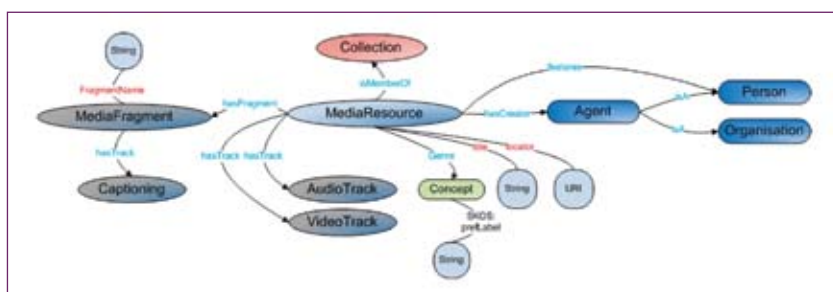 String
Collection
isMemberOf
features
FragmentName
Person
hasFragment
MediaFragment
MediaResource
hasCreator
Agent
isA
isA
Organisation
hasTrack
hasTrack
hasTrack
Genre
title
locator
Captioning
AudioTrack
Concept
String
URI
VideoTrack
SKOS:
prefLabel
String